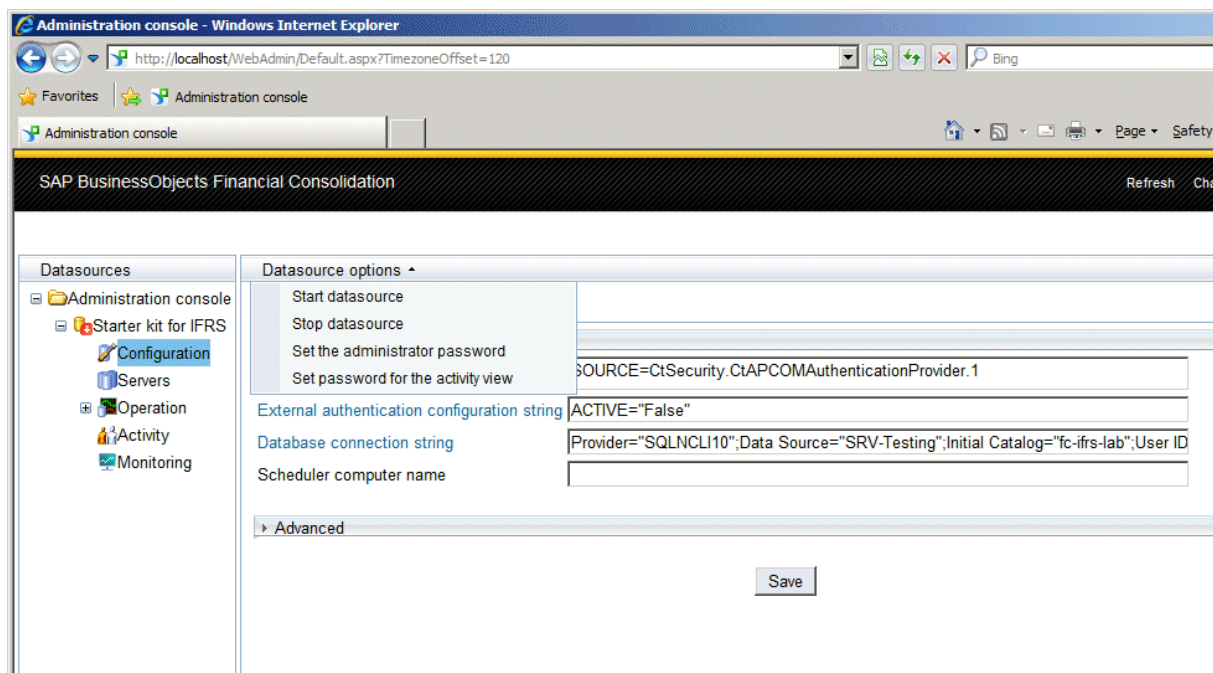 Administration console - Windows Internet Explorer
http://localhost/WebAdmin/Default.aspx?TimezoneOffset=120
Bing
Favorites Administration console
Administration console Page Safety
SAP BusinessObjects Financial Consolidation Refresh
Datasources
Administration console
Starter kit for IFRS
Configuration
Servers
Operation
Activity
Monitoring
Datasource options
Start datasource
Stop datasource
Set the administrator password
Set password for the activity view
SOURCE=CtSecurity.CtAPCOMAuthenticationProvider.1
External authentication configuration string ACTIVE="False"
Database connection string Provider="SQLNCLI10";Data Source="SRV-Testing";Initial Catalog="fc-ifrs-lab";User ID
Scheduler computer name
Advanced
Save